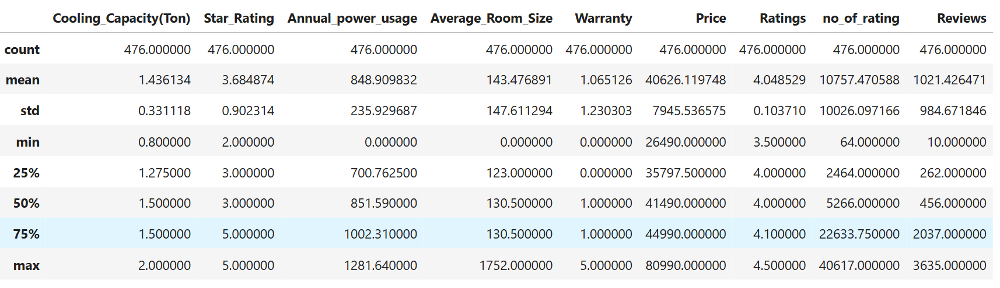 Cooling_Capacity(Ton) Star_Rating Annual_power_usage Average_Room_Size Warranty Price Ratings no_of_rating Reviews
count 476.000000 476.000000 476.000000 476.000000 476.000000 476.000000 476.000000 476.000000 476.000000
mean 1.436134 3.684874 848.909832 143.476891 1.065126 40626.119748 4.048529 10757.470588 1021.426471
std 0.331118 0.902314 235.929687 147.611294 1.230303 7945.536575 0.103710 10026.097166 984.671846
min 0.800000 2.000000 0.000000 0.000000 0.000000 26490.000000 3.500000 64.000000 10.000000
25% 1.275000 3.000000 700.762500 123.000000 0.000000 35797.500000 4.000000 2464.000000 262.000000
50% 1.500000 3.000000 851.590000 130.500000 1.000000 41490.000000 4.000000 5266.000000 456.000000
75% 1.500000 5.000000 1002.310000 130.500000 1.000000 44990.000000 4.100000 22633.750000 2037.000000
max 2.000000 5.000000 1281.640000 1752.000000 5.000000 80990.000000 4.500000 40617.000000 3635.000000